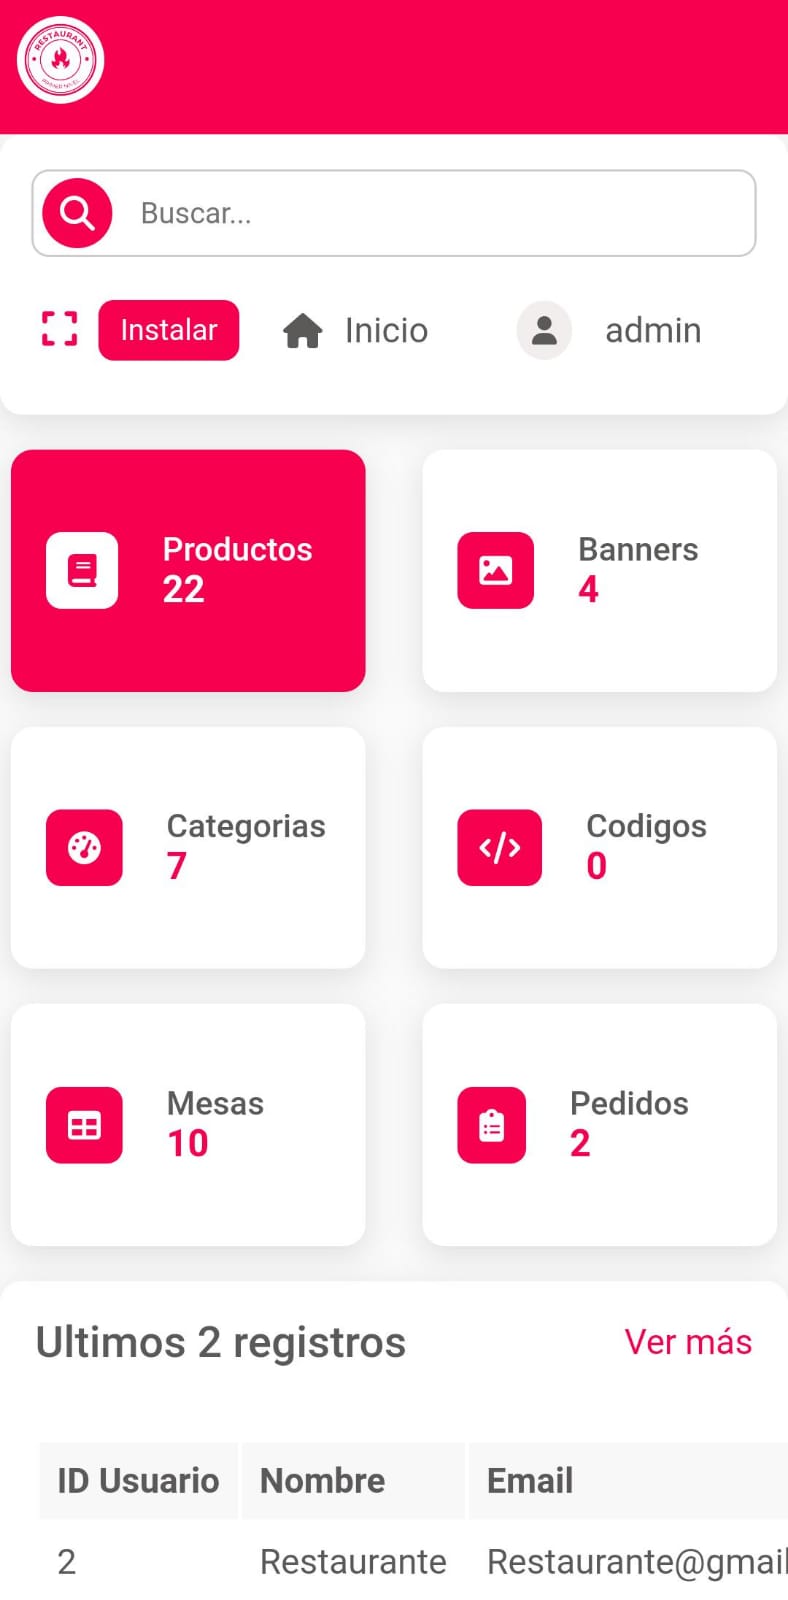 RESTAURANT
Buscar...
Instalar
Inicio
admin
Productos
22
Banners
4
Categorias
7
Codigos
0
Mesas
10
Pedidos
2
Ultimos 2 registros
Ver más
ID Usuario
Nombre
Email
2
Restaurante
Restaurante@gmail